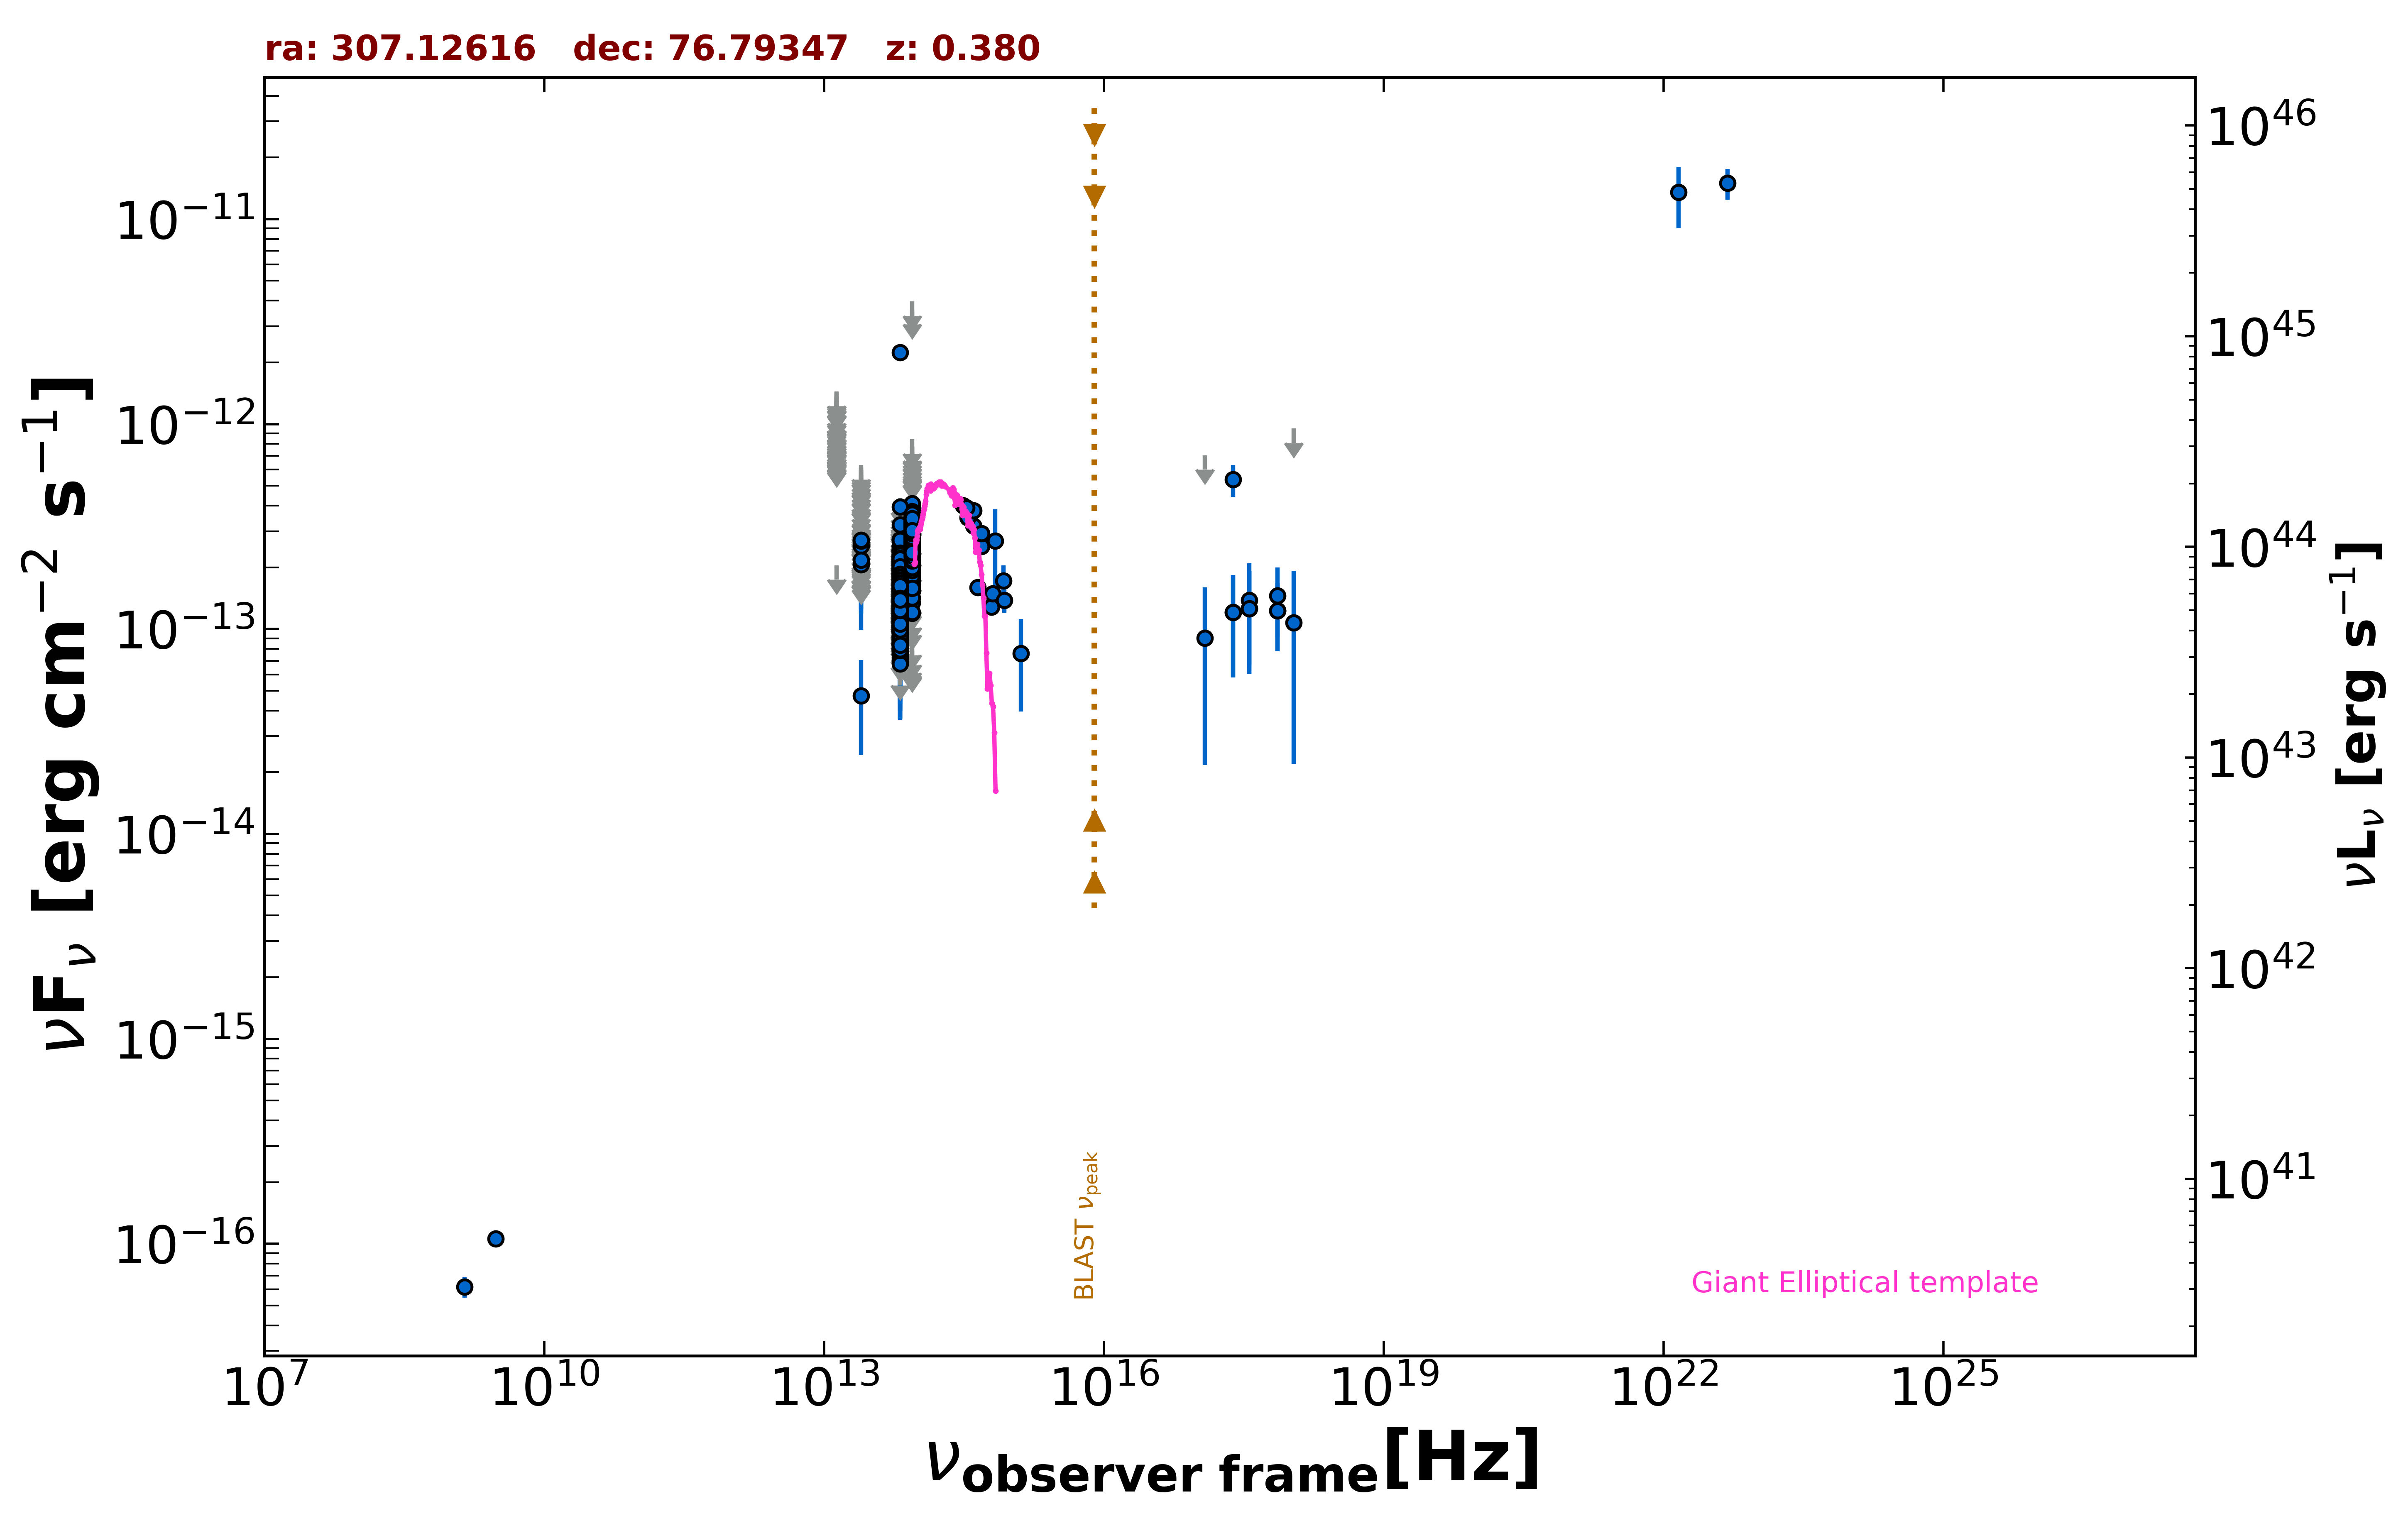 ra: 307.12616 dec: 76.79347 z: 0.380
νF_ν [erg cm^−2 s^−1]
10^−11
10^−12
10^−13
10^−14
10^−15
10^−16
10^46
10^45
10^44
10^43
10^42
10^41
νL_ν [erg s^−1]
BLAST ν_peak
Giant Elliptical template
10^7 10^10 10^13 10^16 10^19 10^22 10^25
ν_observer frame [Hz]